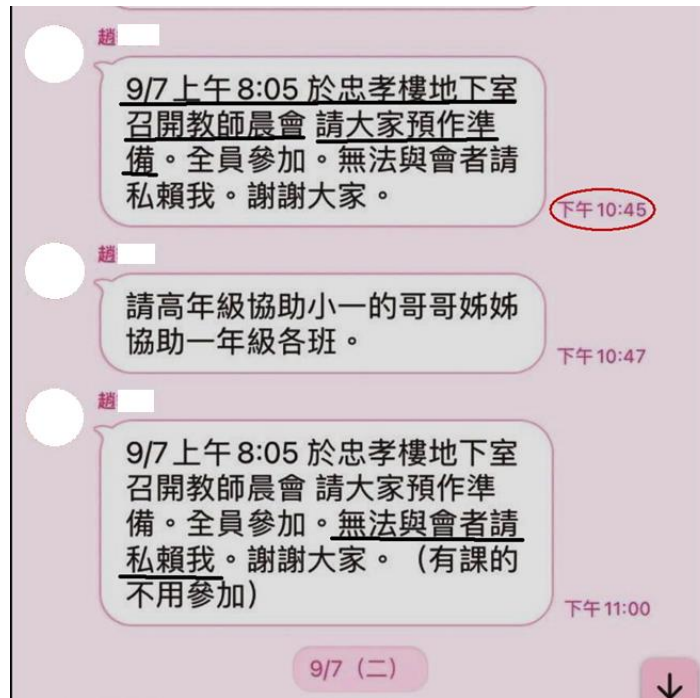 趙
9/7上午8:05 於忠孝樓地下室
召開教師晨會 請大家預作準
備。全員參加。無法與會者請
私賴我。謝謝大家。
下午10:45
趙
請高年級協助小一的哥哥姊姊
協助一年級各班。
下午10:47
趙
9/7上午8:05 於忠孝樓地下室
召開教師晨會 請大家預作準
備。全員參加。無法與會者請
私賴我。謝謝大家。（有課的
不用參加）
下午11:00
9/7（二）